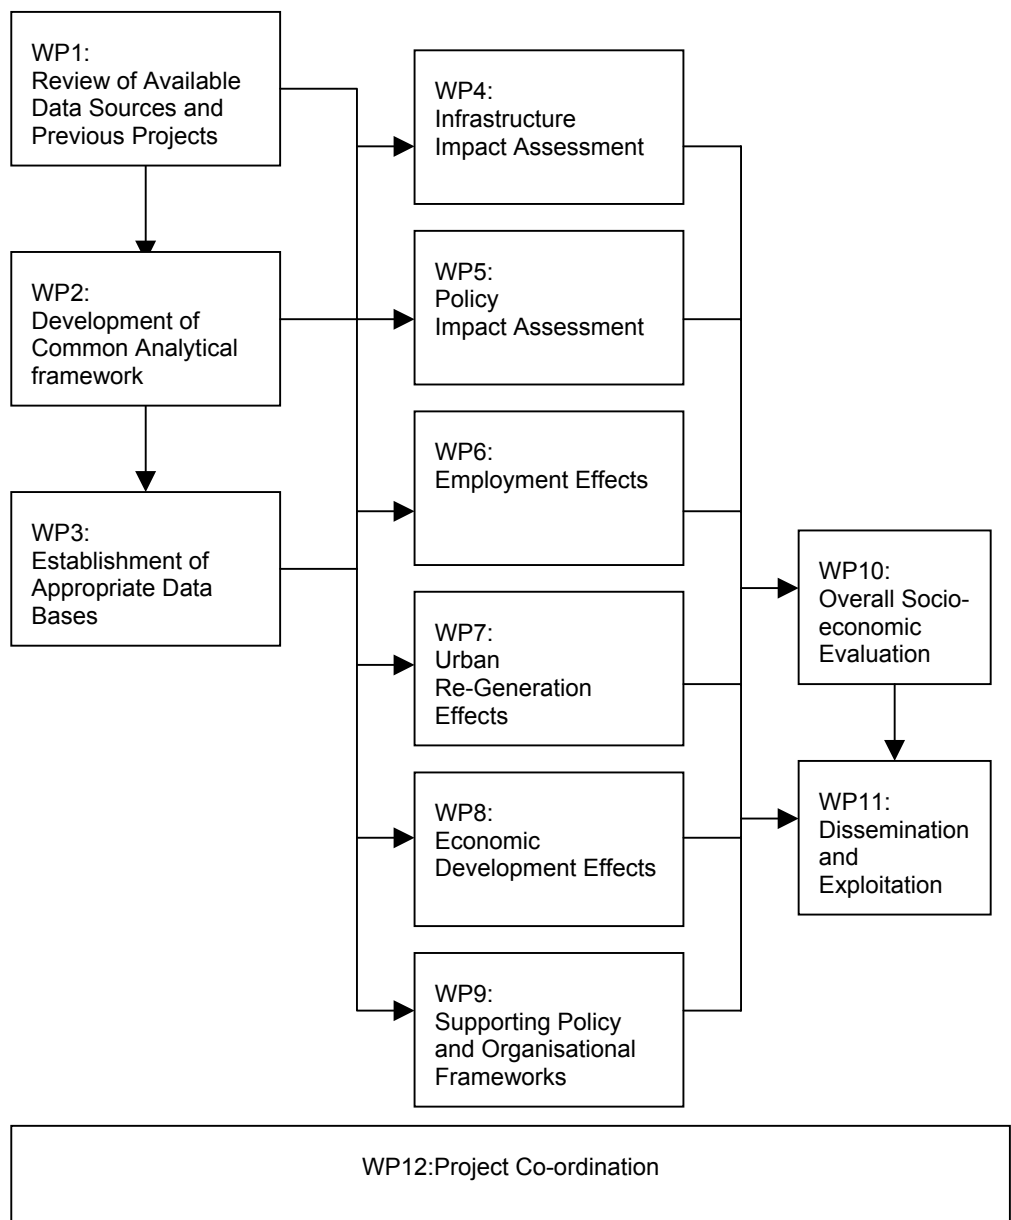 WP1:
Review of Available
Data Sources and
Previous Projects
WP2:
Development of
Common Analytical
framework
WP3:
Establishment of
Appropriate Data
Bases
WP4:
Infrastructure
Impact Assessment
WP5:
Policy
Impact Assessment
WP6:
Employment Effects
WP7:
Urban
Re-Generation
Effects
WP8:
Economic
Development Effects
WP9:
Supporting Policy
and Organisational
Frameworks
WP10:
Overall Socio-
economic
Evaluation
WP11:
Dissemination
and
Exploitation
WP12:Project Co-ordination